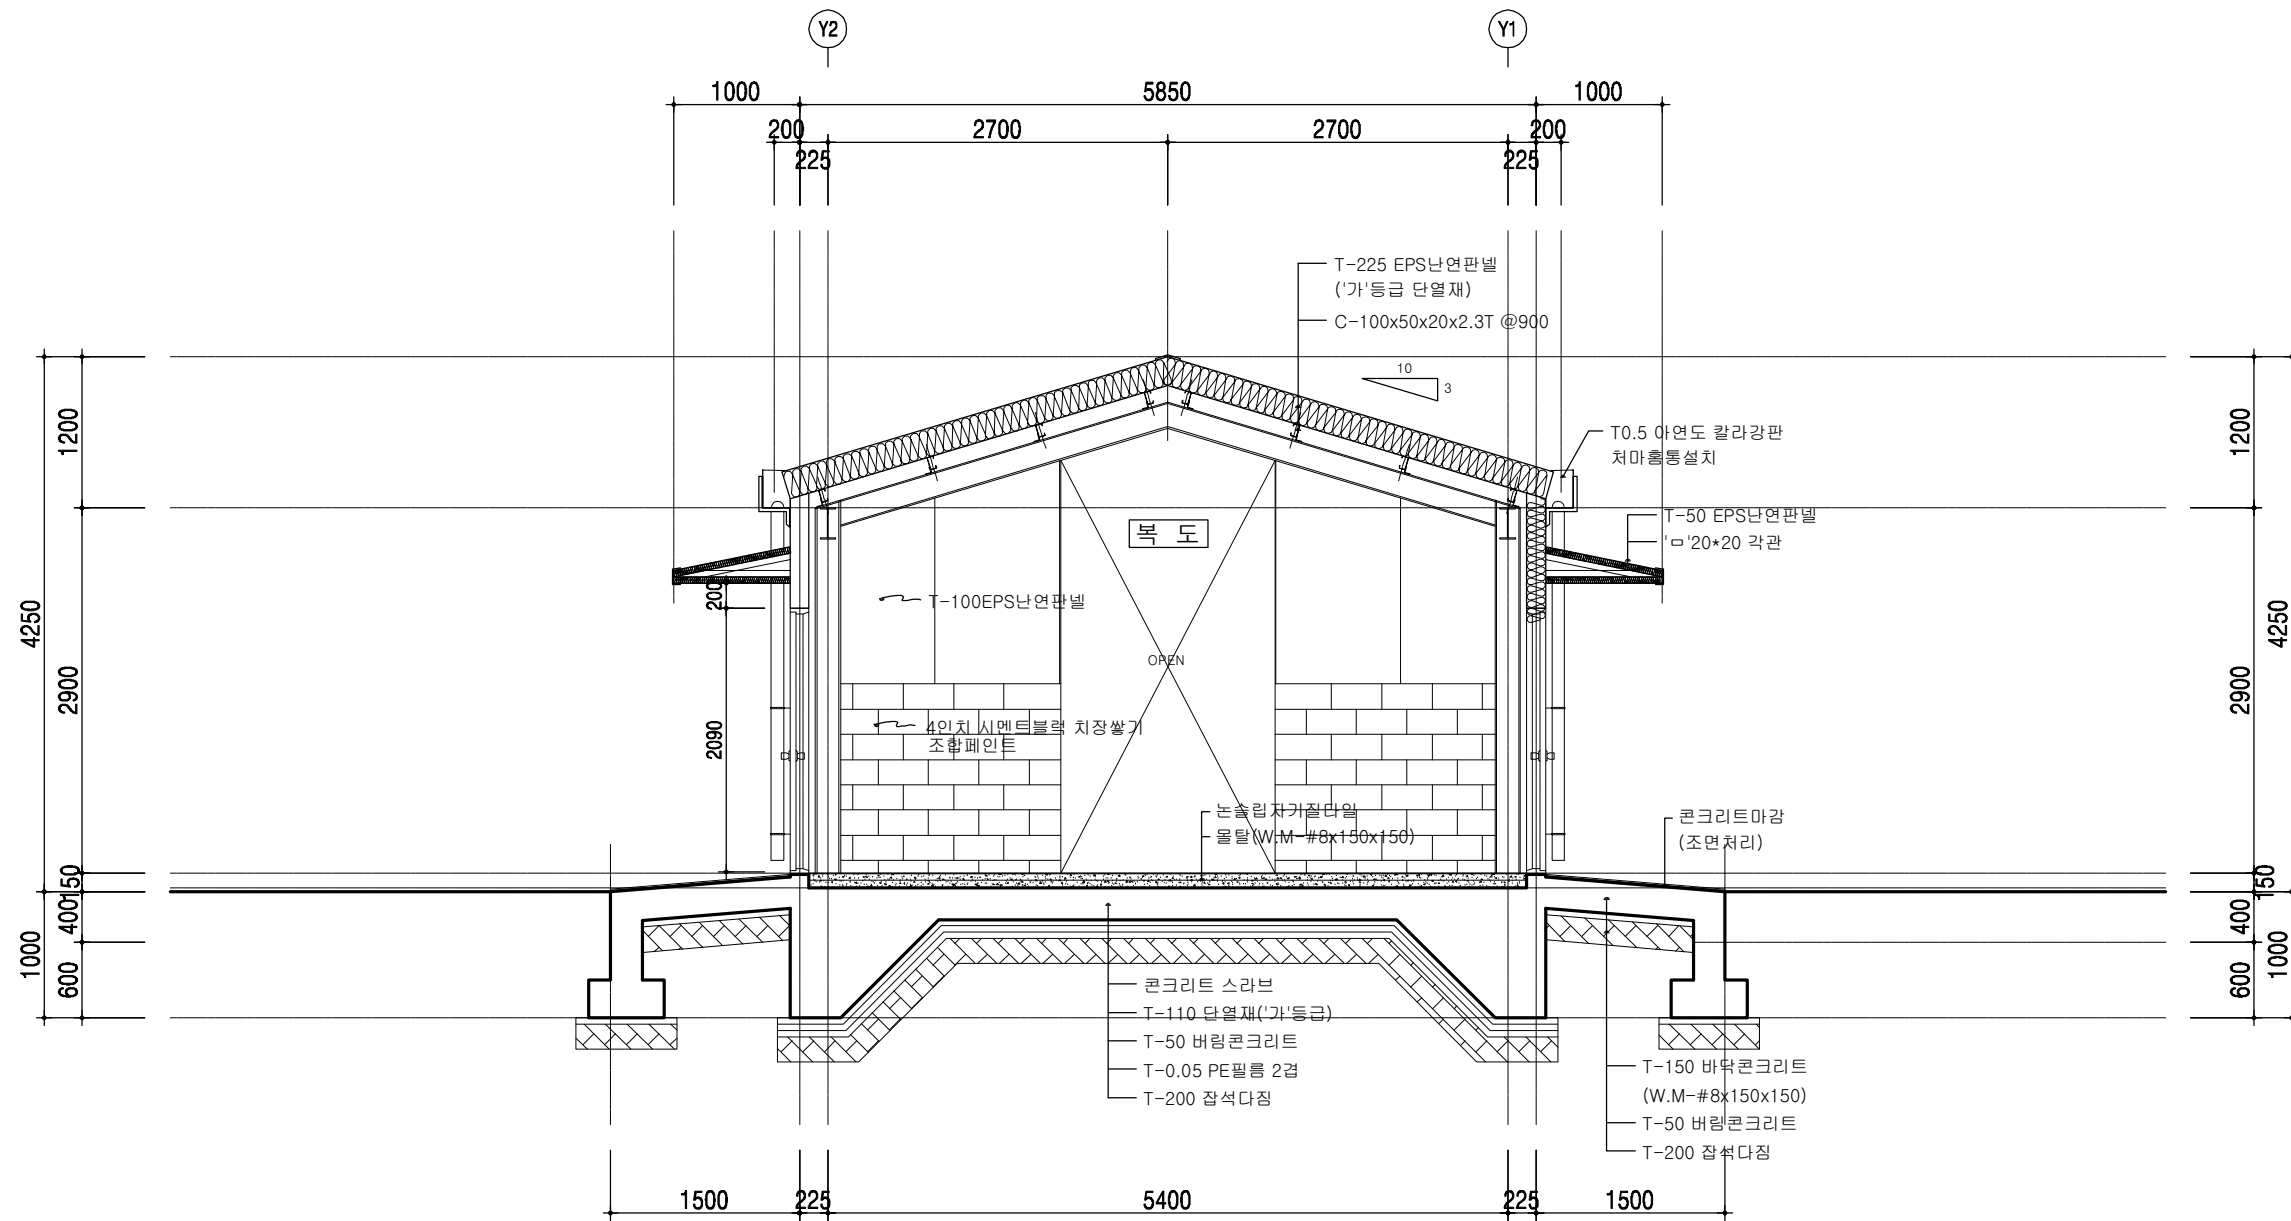 Y2
Y1
1000
5850
1000
200
2700
2700
200
225
225
T-225 EPS난연판넬
('가'등급 단열재)
C-100x50x20x2.3T @900
10
3
1200
1200
T0.5 아연도 칼라강판
처마홈통설치
T-50 EPS난연판넬
'ㅁ'20*20 각관
복 도
200
T-100EPS난연판넬
4250
4250
OPEN
2900
2900
2090
4인치 시멘트블럭 치장쌓기
조합페인트
논슬립자기질타일
몰탈(W.M-#8x150x150)
콘크리트마감
(조면처리)
150
150
400
400
1000
1000
600
600
콘크리트 스라브
T-110 단열재('가'등급)
T-50 버림콘크리트
T-0.05 PE필름 2겹
T-200 잡석다짐
T-150 바닥콘크리트
(W.M-#8x150x150)
T-50 버림콘크리트
T-200 잡석다짐
1500
225
5400
225
1500